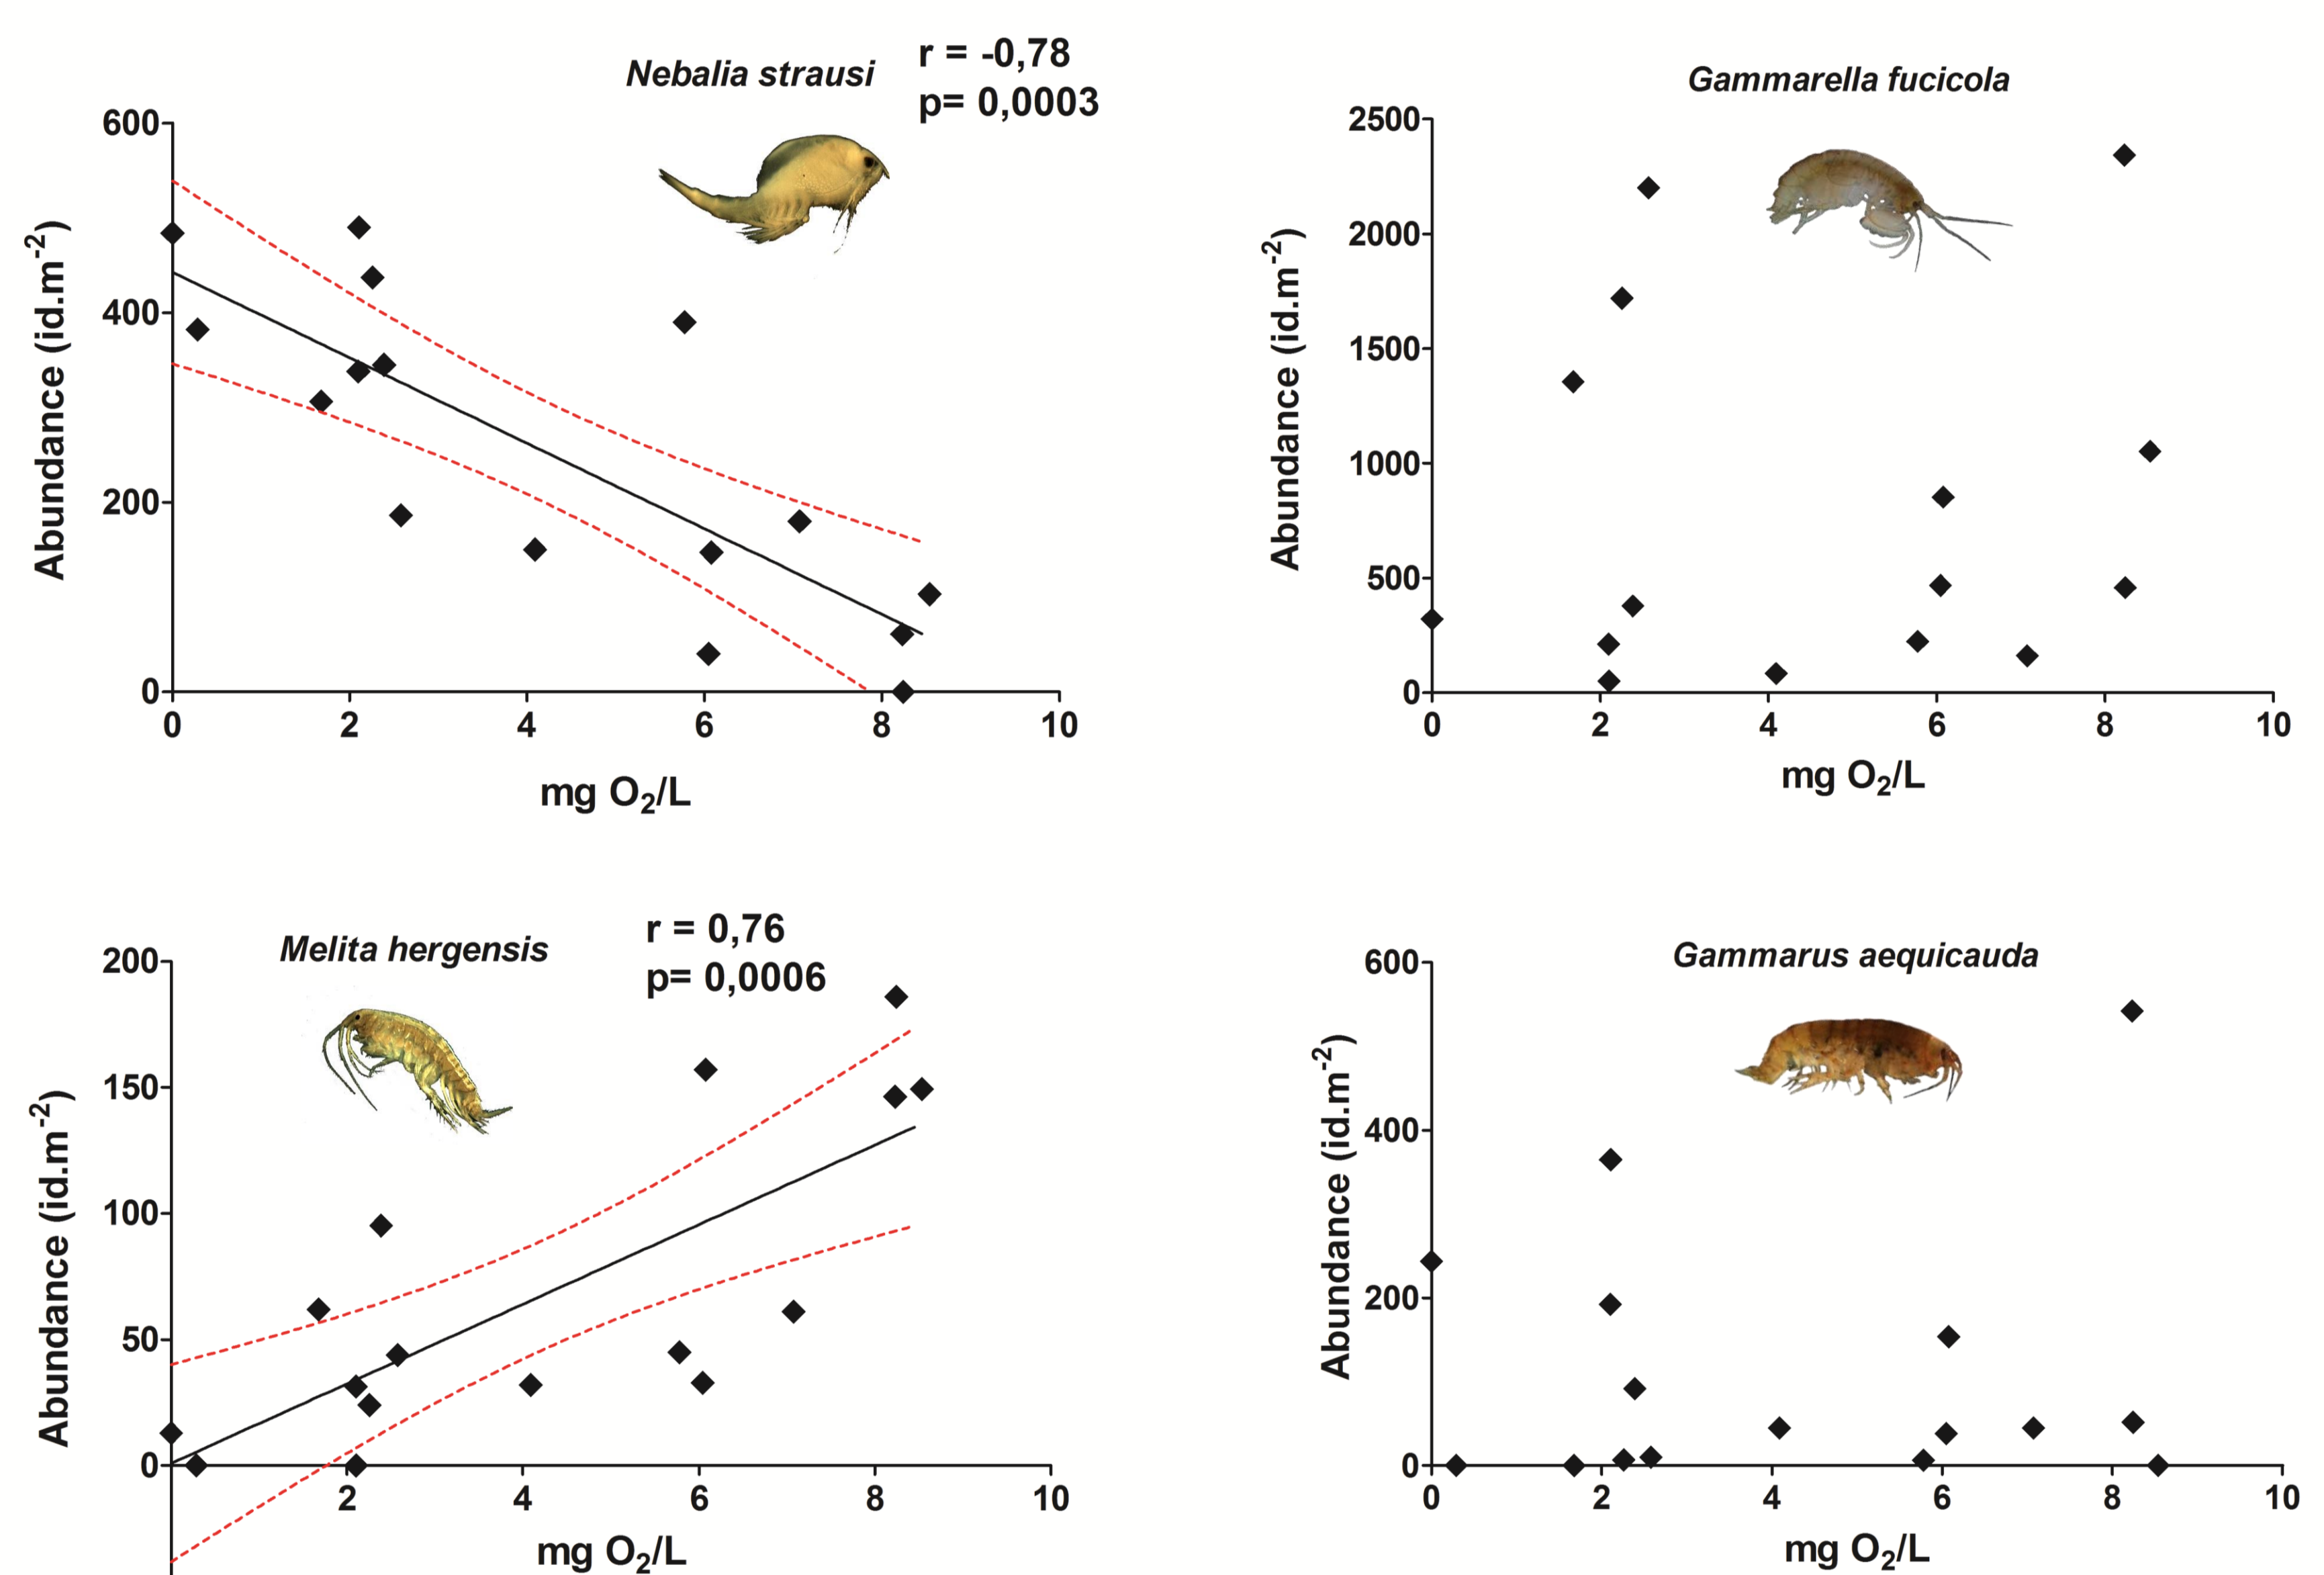 Nebalia strausi
r = -0,78
p= 0,0003
Abundance (id.m-2)
600
400
200
0
0 2 4 6 8 10
mg O2/L
Gammarella fucicola
Abundance (id.m-2)
2500
2000
1500
1000
500
0
0 2 4 6 8 10
mg O2/L
Melita hergensis
r = 0,76
p= 0,0006
Abundance (id.m-2)
200
150
100
50
0
2 4 6 8 10
mg O2/L
Gammarus aequicauda
Abundance (id.m-2)
600
400
200
0
0 2 4 6 8 10
mg O2/L